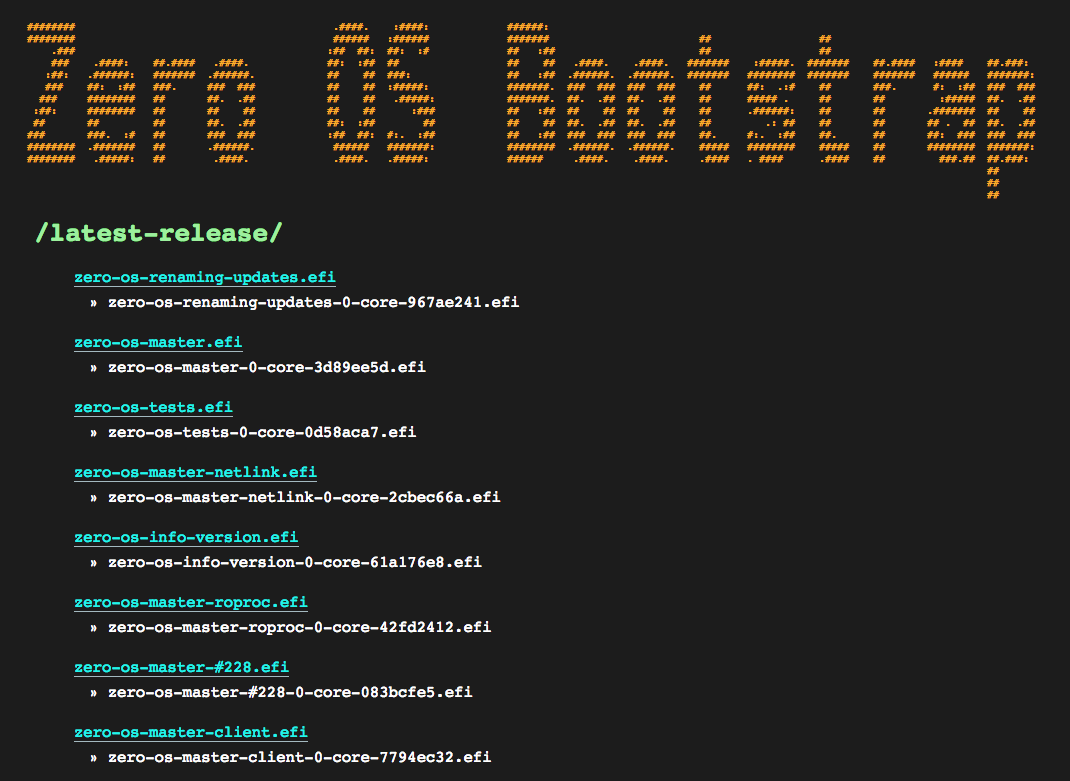 Zero OS Bootstrap
/latest-release/
zero-os-renaming-updates.efi
» zero-os-renaming-updates-0-core-967ae241.efi
zero-os-master.efi
» zero-os-master-0-core-3d89ee5d.efi
zero-os-tests.efi
» zero-os-tests-0-core-0d58aca7.efi
zero-os-master-netlink.efi
» zero-os-master-netlink-0-core-2cbec66a.efi
zero-os-info-version.efi
» zero-os-info-version-0-core-61a176e8.efi
zero-os-master-roproc.efi
» zero-os-master-roproc-0-core-42fd2412.efi
zero-os-master-#228.efi
» zero-os-master-#228-0-core-083bcfe5.efi
zero-os-master-client.efi
» zero-os-master-client-0-core-7794ec32.efi